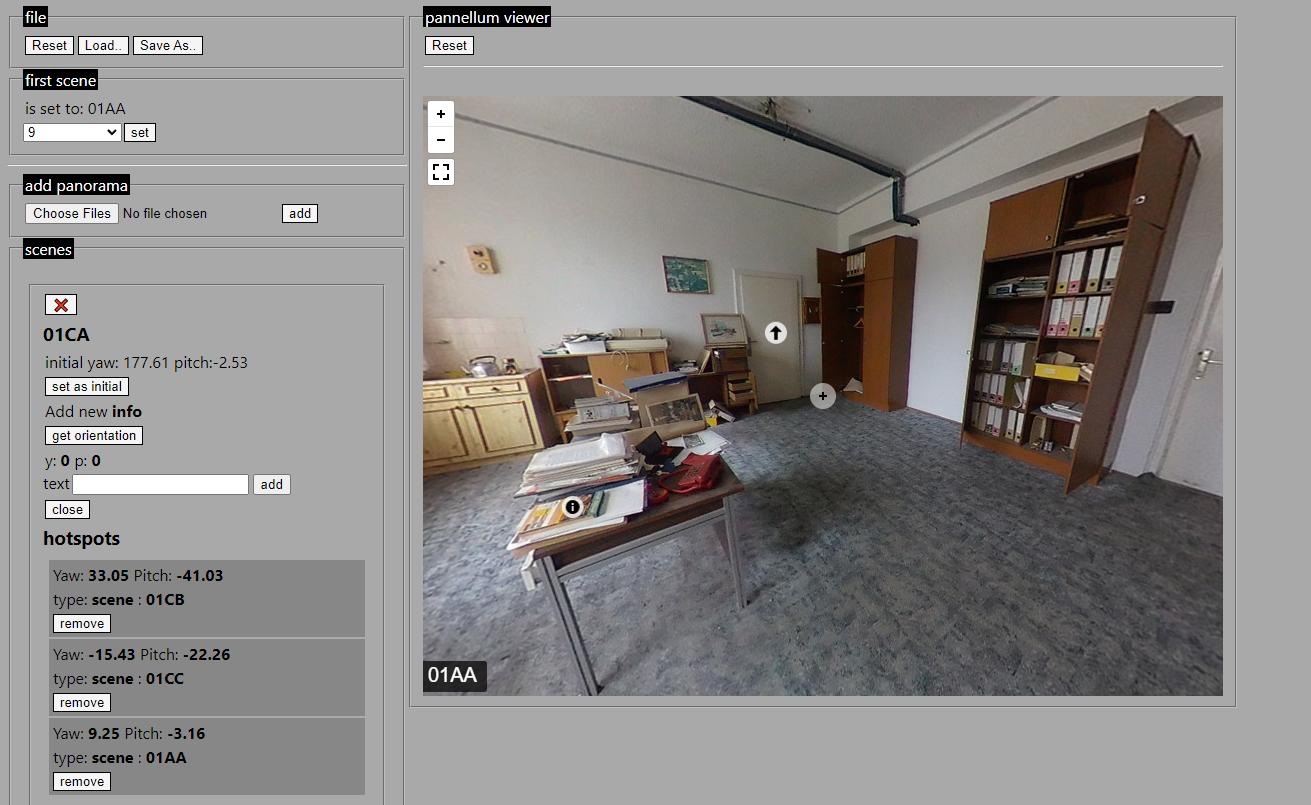 file
Reset Load.. Save As..
first scene
is set to: 01AA
9 set
add panorama
Choose Files No file chosen add
scenes
01CA
initial yaw: 177.61 pitch:-2.53
set as initial
Add new info
get orientation
y: 0 p: 0
text add
close
hotspots
Yaw: 33.05 Pitch: -41.03
type: scene : 01CB
remove
Yaw: -15.43 Pitch: -22.26
type: scene : 01CC
remove
Yaw: 9.25 Pitch: -3.16
type: scene : 01AA
remove
pannellum viewer
Reset
+
−
+
i
01AA